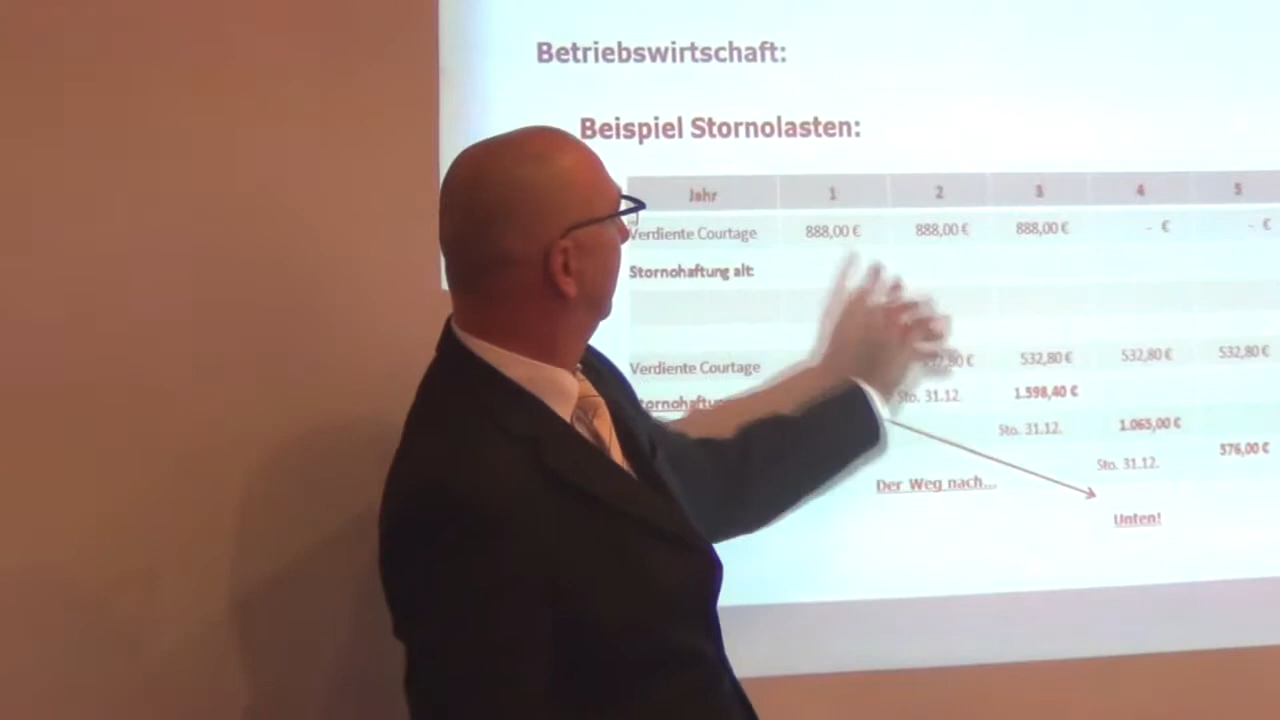 Betriebswirtschaft:
Beispiel Stornolasten:
Jahr 1 2 3 4 5
Verdiente Courtage 888,00 € 888,00 € 888,00 € - € - €
Stornohaftung alt:
Verdiente Courtage 532,80 € 532,80 € 532,80 €
Sto. 31.12. 1.598,40 €
Sto. 31.12. 1.065,00 €
Sto. 31.12. 576,00 €
Der Weg nach...
Unten!